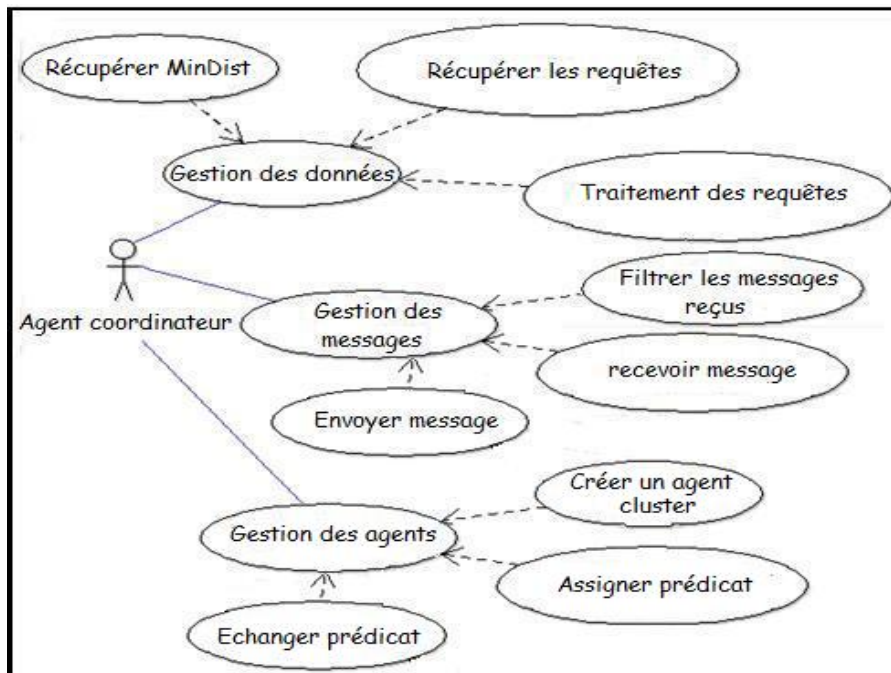 Récupérer MinDist
Récupérer les requêtes
Gestion des données
Traitement des requêtes
Filtrer les messages
reçus
Gestion des
messages
Agent coordinateur
recevoir message
Envoyer message
Créer un agent
cluster
Gestion des agents
Assigner prédicat
Echanger prédicat